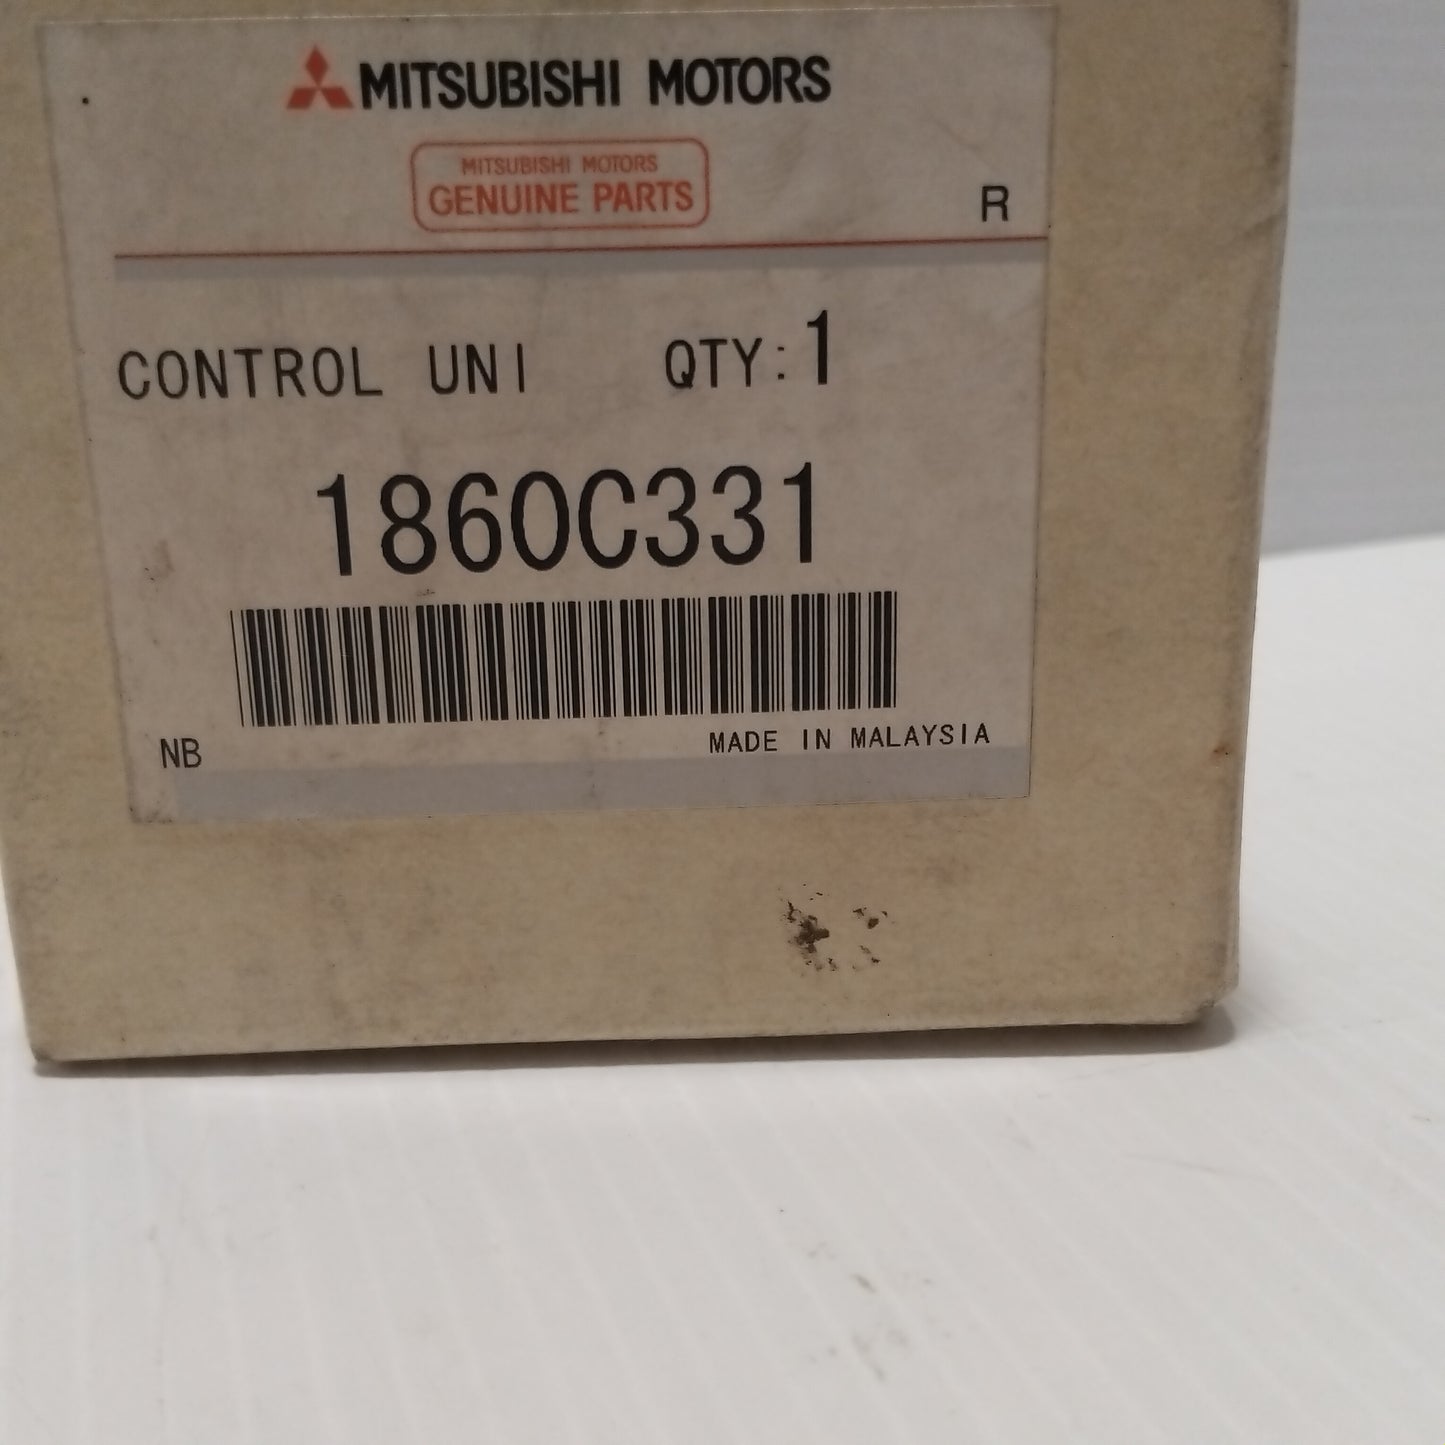 MITSUBISHI MOTORS
MITSUBISHI MOTORS
GENUINE PARTS
R
CONTROL UNI QTY:1
1860C331
NB MADE IN MALAYSIA